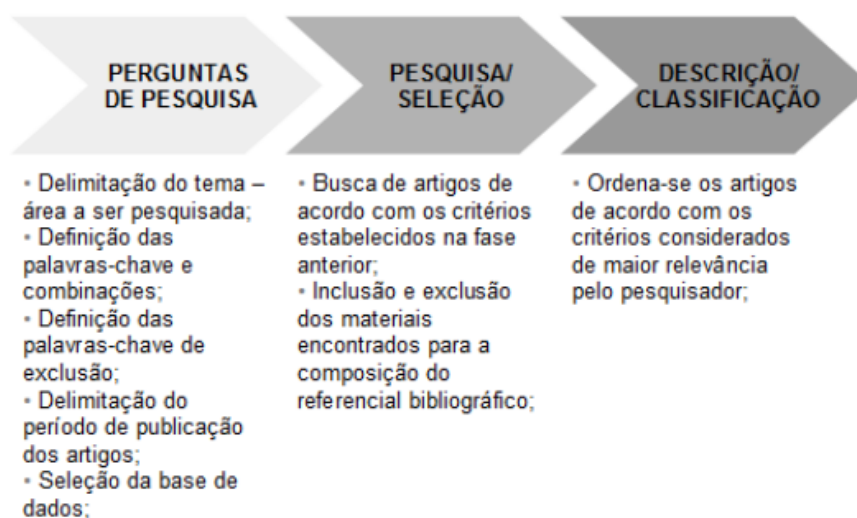 PERGUNTAS
DE PESQUISA
• Delimitação do tema –
área a ser pesquisada;
• Definição das
palavras-chave e
combinações;
• Definição das
palavras-chave de
exclusão;
• Delimitação do
período de publicação
dos artigos;
• Seleção da base de
dados;
PESQUISA/
SELEÇÃO
• Busca de artigos de
acordo com os critérios
estabelecidos na fase
anterior;
• Inclusão e exclusão
dos materiais
encontrados para a
composição do
referencial bibliográfico;
DESCRIÇÃO/
CLASSIFICAÇÃO
• Ordena-se os artigos
de acordo com os
critérios considerados
de maior relevância
pelo pesquisador;